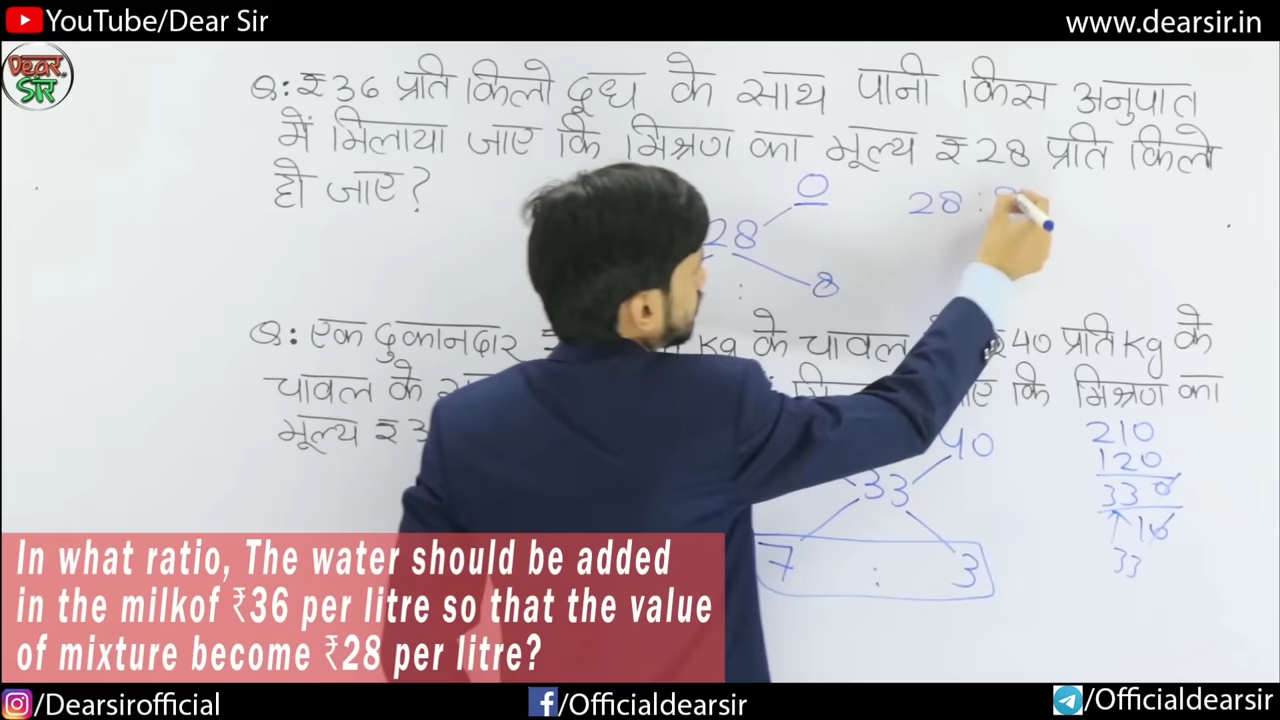 YouTube/Dear Sir
www.dearsir.in
Dear
Sir
Q: ₹36 प्रति किलो दूध के साथ पानी किस अनुपात
में मिलाया जाए कि मिश्रण का मूल्य ₹28 प्रति किलो
हो जाए?
0
28
8
:
28 :
Q: एक दुकानदार kg के चावल ₹40 प्रति kg के
चावल के कि मिश्रण का
मूल्य ₹3
40
33
7 : 3
210
120
330
10
33
In what ratio, The water should be added
in the milkof ₹36 per litre so that the value
of mixture become ₹28 per litre?
/Dearsirofficial
/Officialdearsir
/Officialdearsir